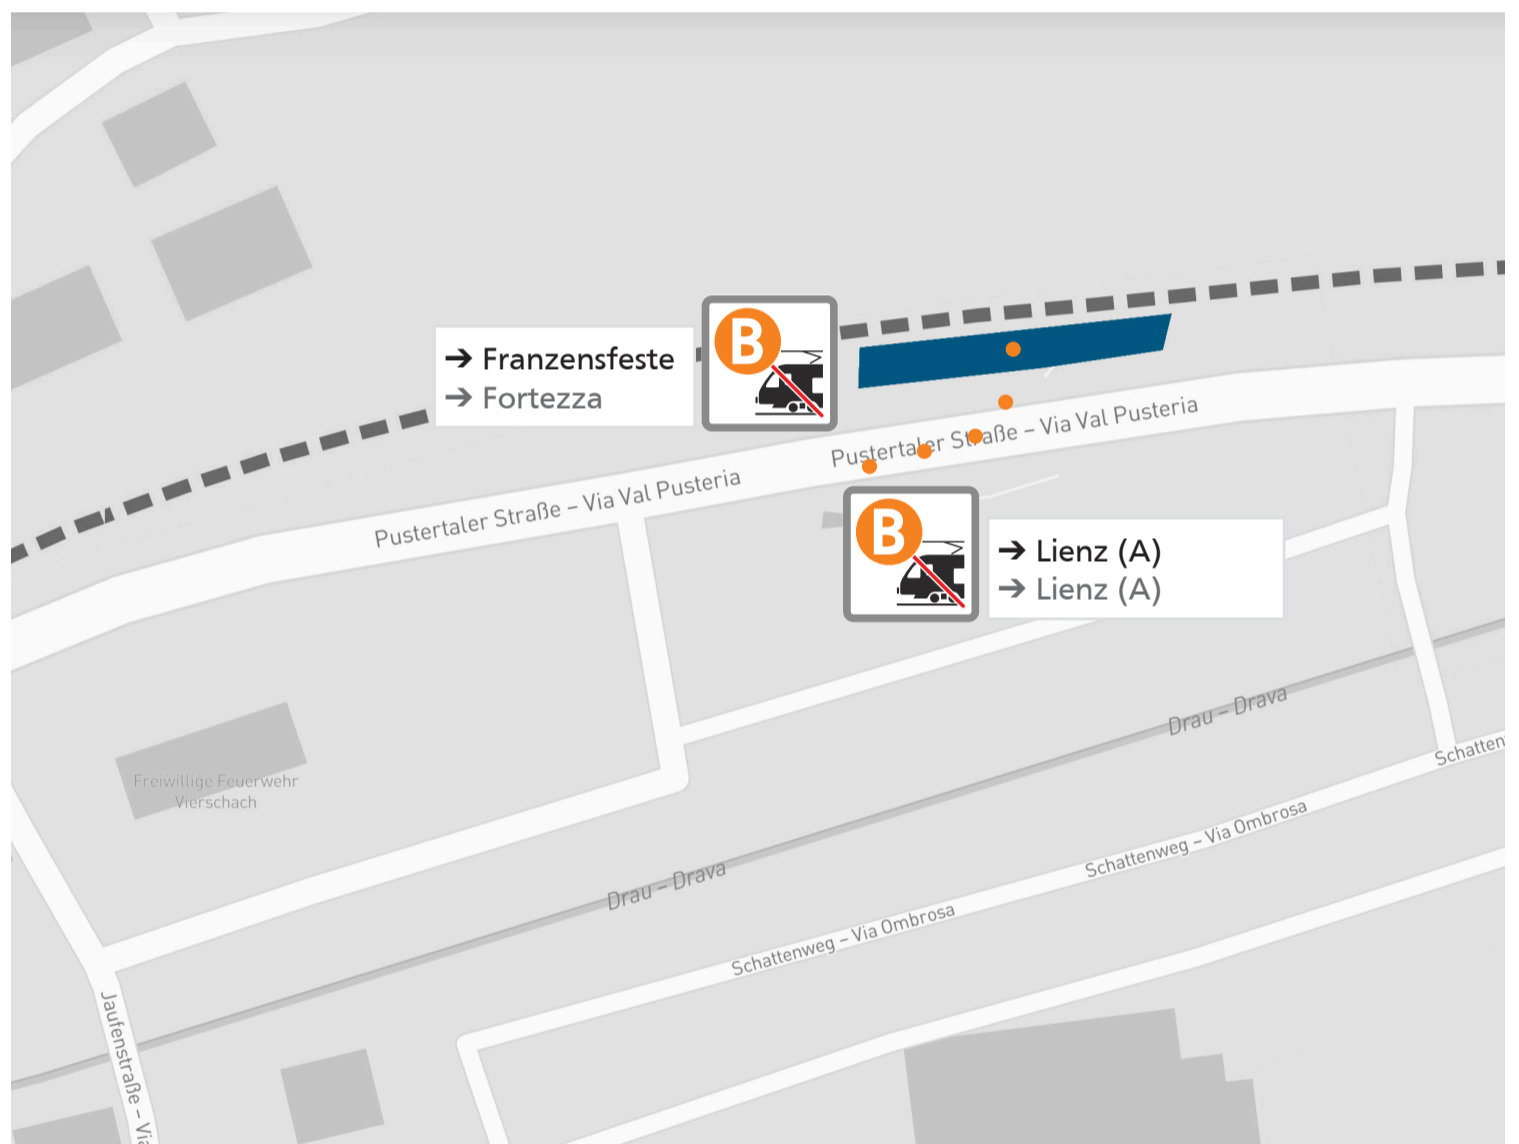 B
➔ Franzensfeste
➔ Fortezza
Pustertaler Straße – Via Val Pusteria
Pustertaler Straße – Via Val Pusteria
B
➔ Lienz (A)
➔ Lienz (A)
Drau – Drava
Schatten
Freiwillige Feuerwehr
Vierschach
Schattenweg – Via Ombrosa
Drau – Drava
Schattenweg – Via Ombrosa
Jaufenstraße – Via